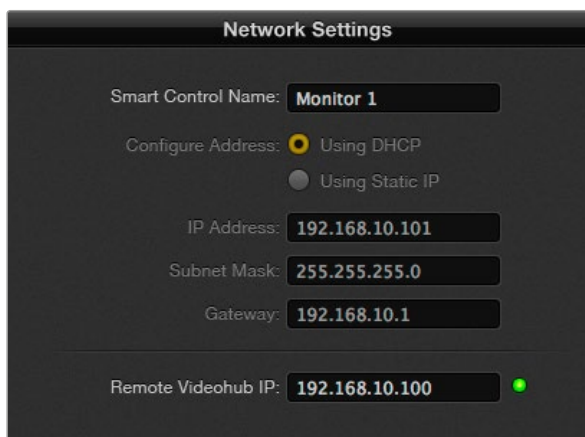 Network Settings
Smart Control Name: Monitor 1
Configure Address: Using DHCP
Using Static IP
IP Address: 192.168.10.101
Subnet Mask: 255.255.255.0
Gateway: 192.168.10.1
Remote Videohub IP: 192.168.10.100